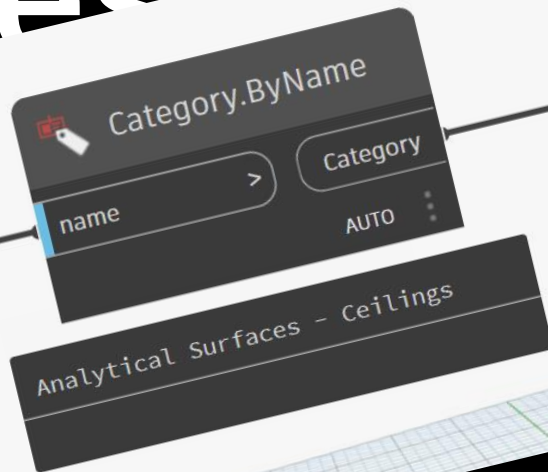 Category.ByName
name >
Category
AUTO
Analytical Surfaces - Ceilings